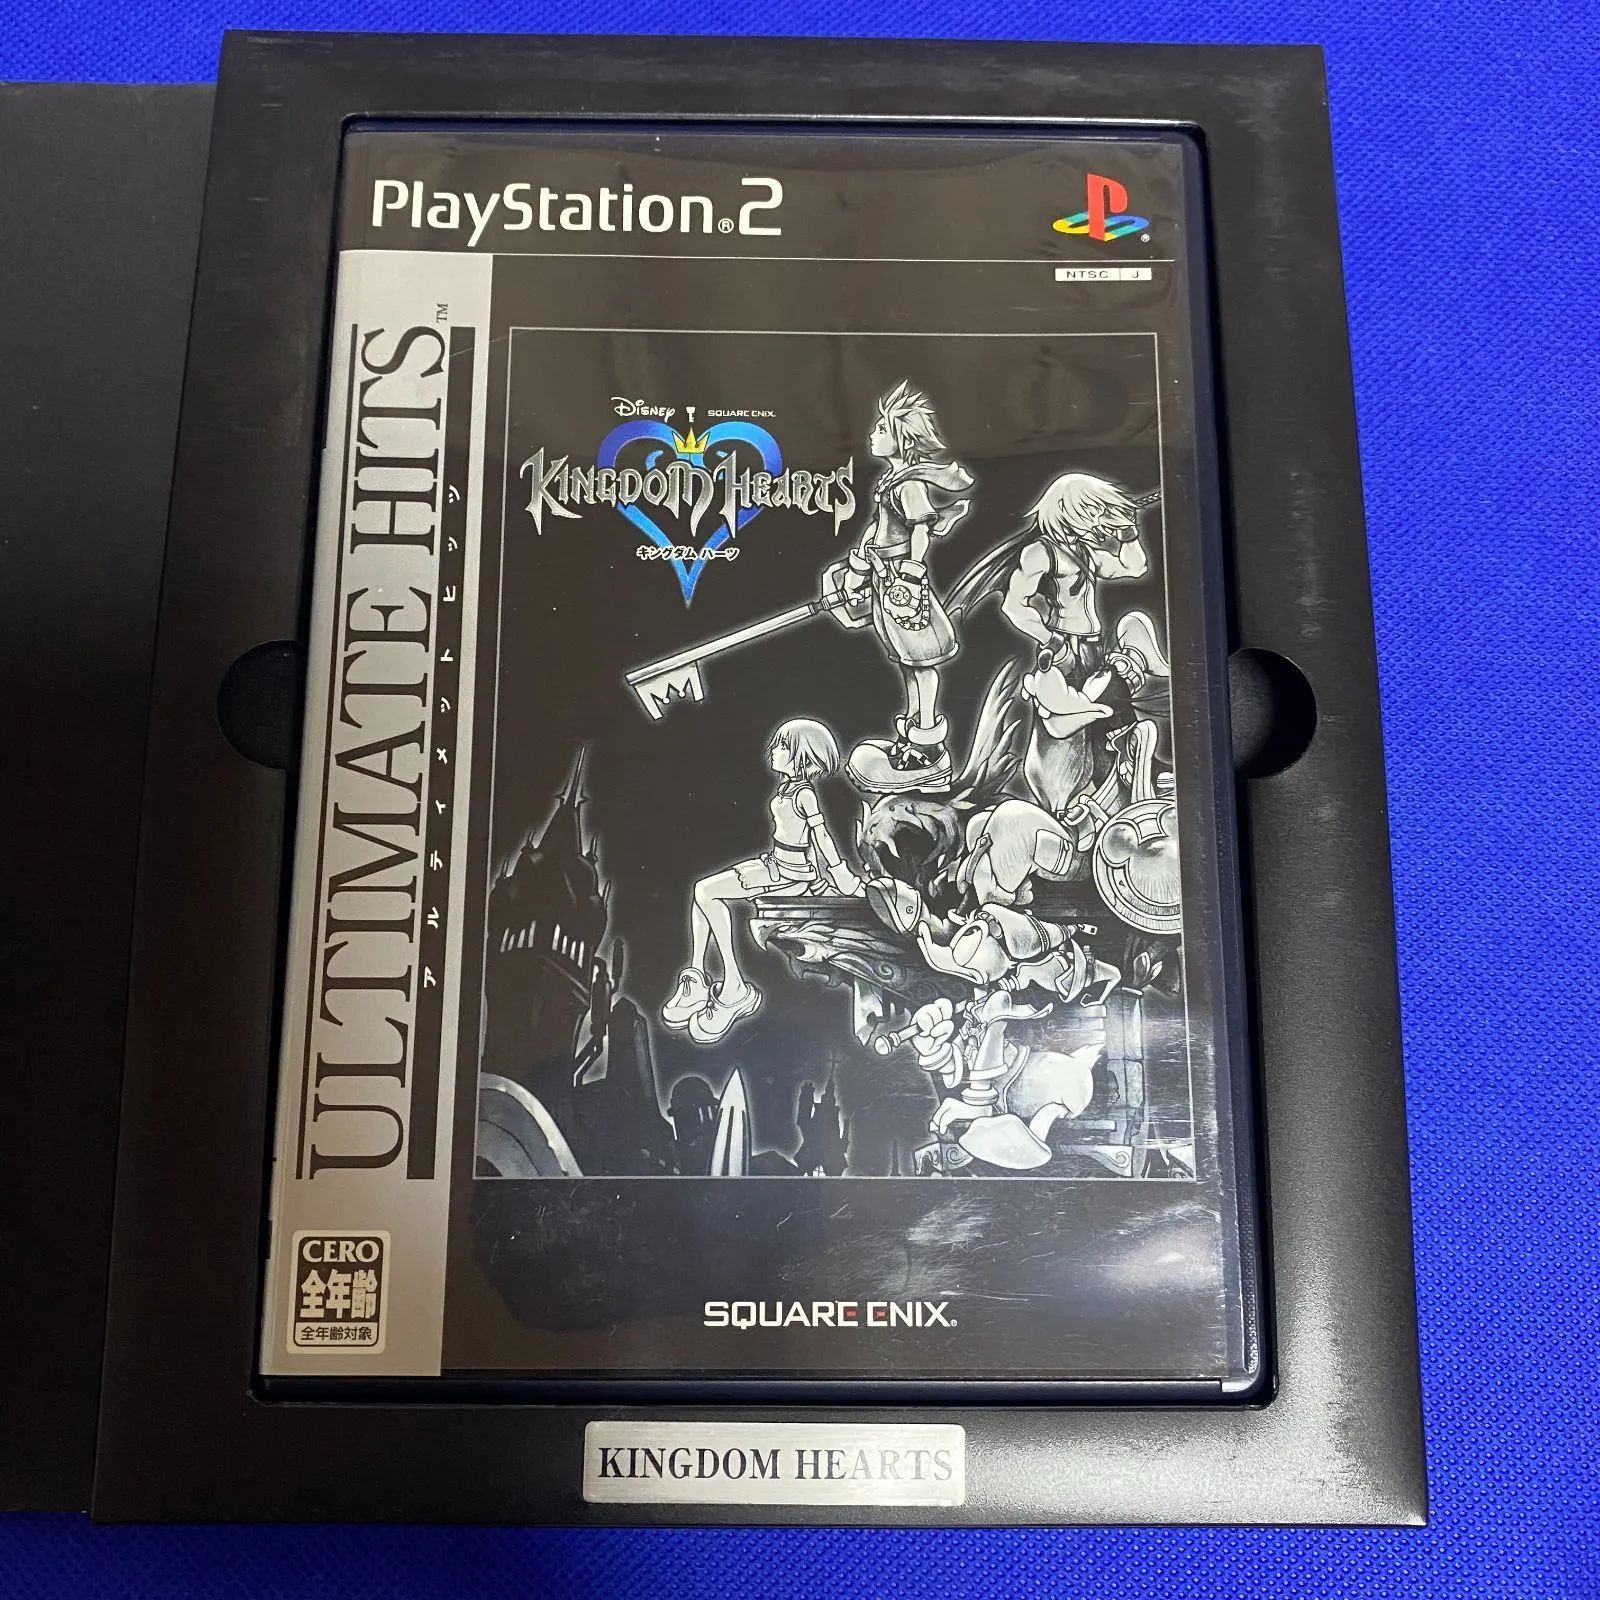 PlayStation®2
®
NTSC J
ULTIMATE HITS™
アルティメットヒッツ
Disney SQUARE ENIX.
KINGDOM HEARTS
キングダム ハーツ
CERO
全年齢
全年齢対象
SQUARE ENIX®
KINGDOM HEARTS